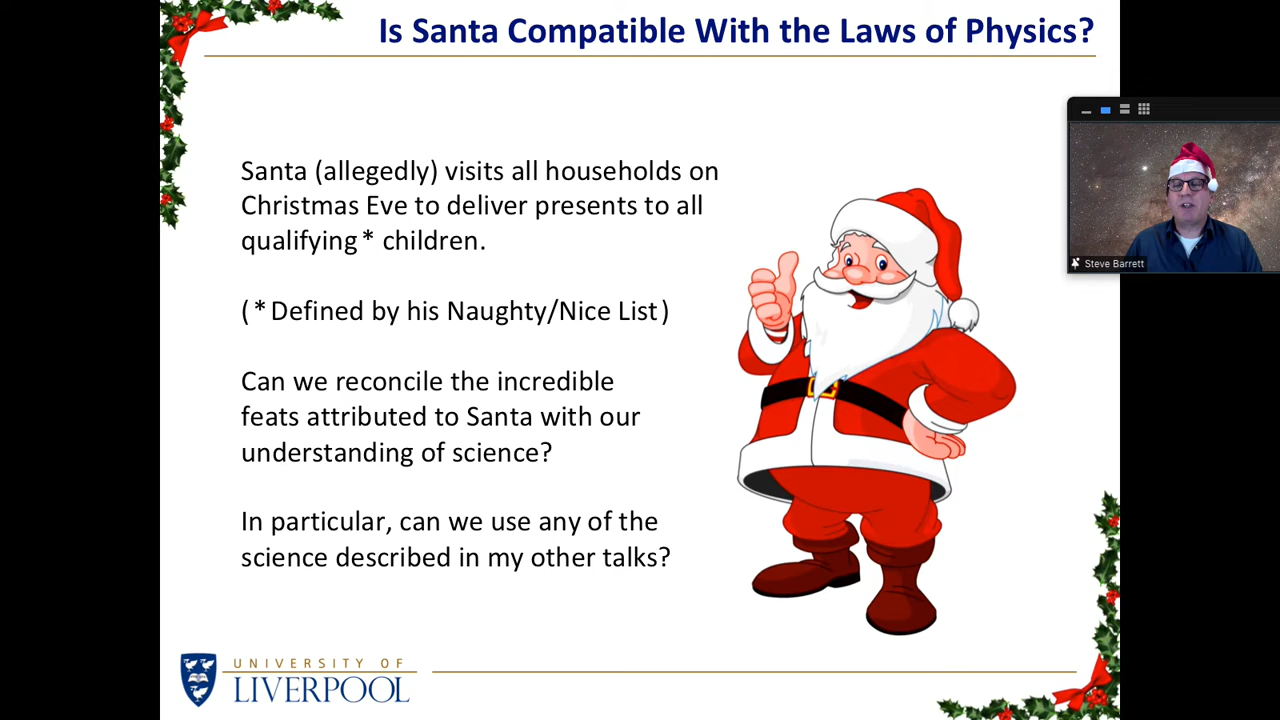 Is Santa Compatible With the Laws of Physics?
Santa (allegedly) visits all households on
Christmas Eve to deliver presents to all
qualifying* children.
(*Defined by his Naughty/Nice List)
Can we reconcile the incredible
feats attributed to Santa with our
understanding of science?
In particular, can we use any of the
science described in my other talks?
Steve Barrett
UNIVERSITY OF
LIVERPOOL